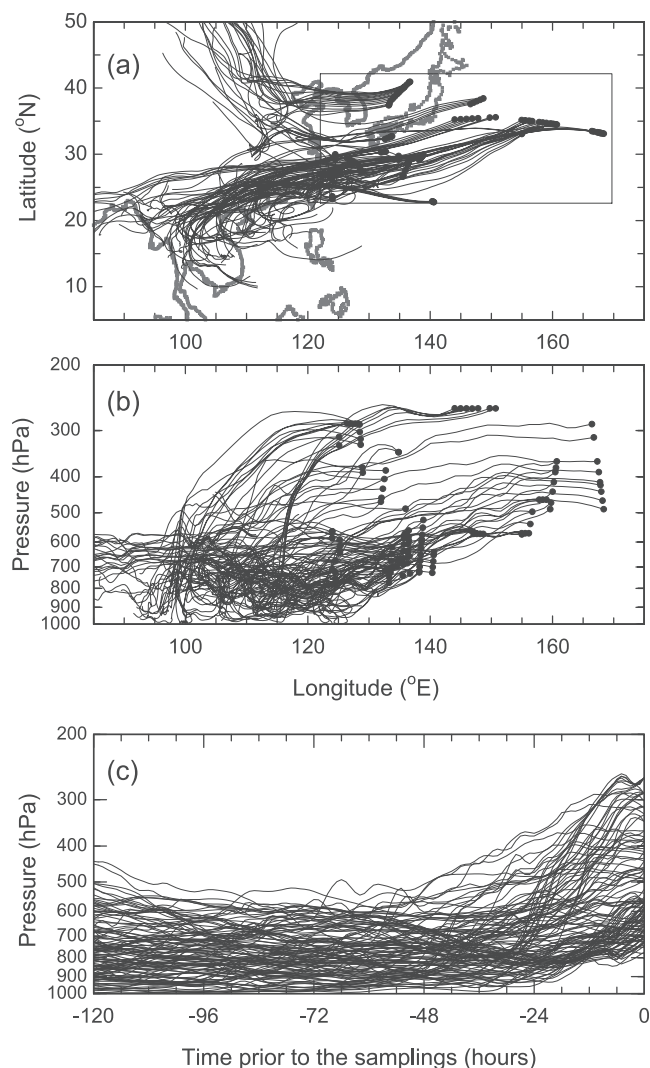 50
(a)
40
Latitude (°N)
30
20
10
100 120 140 160
200
(b)
300
Pressure (hPa)
400
500
600
700
800
900
1000
100 120 140 160
Longitude (°E)
200
(c)
300
Pressure (hPa)
400
500
600
700
800
900
1000
-120 -96 -72 -48 -24 0
Time prior to the samplings (hours)